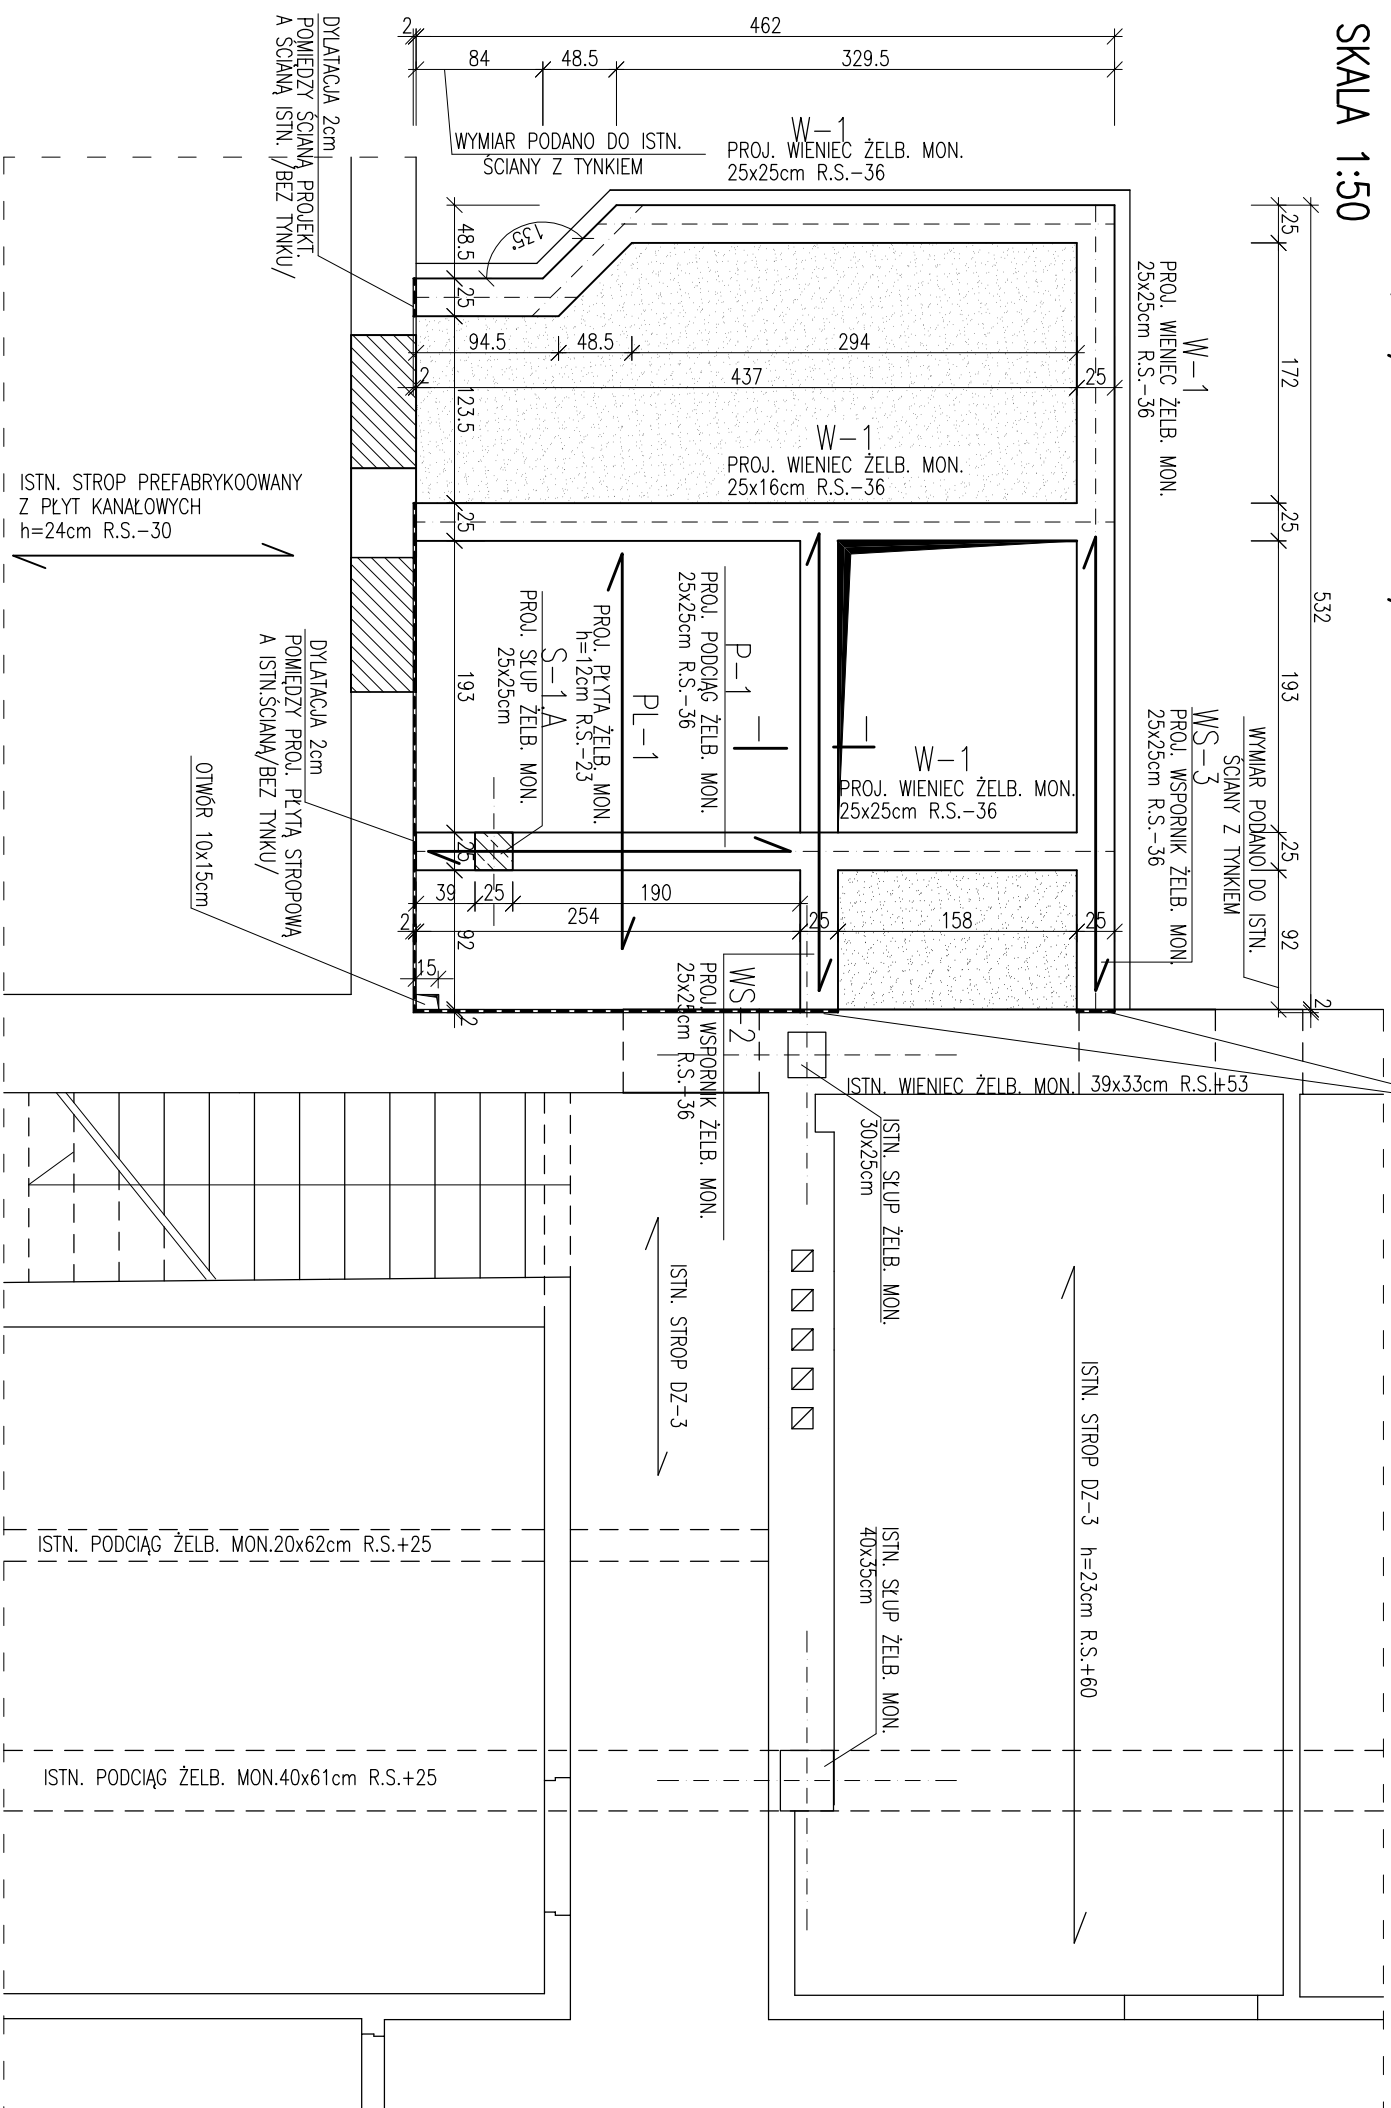 SKALA 1:50
2
462
84
48.5
329.5
WYMIAR PODANO DO ISTN.
ŚCIANY Z TYNKIEM
W-1
PROJ. WIENIEC ŻELB. MON.
25x25cm R.S.-36
DYLATACJA 2cm
POMIĘDZY ŚCIANĄ PROJEKT.
A ŚCIANĄ ISTN. /BEZ TYNKU/
135°
48.5
25
123.5
25
193
25
92
2
94.5
48.5
294
2
437
25
W-1
PROJ. WIENIEC ŻELB. MON.
25x25cm R.S.-36
25
172
25
193
25
92
2
532
W-1
PROJ. WIENIEC ŻELB. MON.
25x16cm R.S.-36
ISTN. STROP PREFABRYKOOWANY
Z PŁYT KANAŁOWYCH
h=24cm R.S.-30
S-1.A
PROJ. SŁUP ŻELB. MON.
25x25cm
PL-1
PROJ. PŁYTA ŻELB. MON.
h=12cm R.S.-23
P-1
PROJ. PODCIĄG ŻELB. MON.
25x25cm R.S.-36
I
I
W-1
PROJ. WIENIEC ŻELB. MON.
25x25cm R.S.-36
WS-3
PROJ. WSPORNIK ŻELB. MON.
25x25cm R.S.-36
WYMIAR PODANO DO ISTN.
ŚCIANY Z TYNKIEM
DYLATACJA 2cm
POMIĘDZY PROJ. PŁYTĄ STROPOWĄ
A ISTN.ŚCIANĄ/BEZ TYNKU/
OTWÓR 10x15cm
39
25
190
2
254
25
158
25
15
WS-2
PROJ. WSPORNIK ŻELB. MON.
25x25cm R.S.-36
ISTN. WIENIEC ŻELB. MON. 39x33cm R.S.+53
ISTN. SŁUP ŻELB. MON.
30x25cm
ISTN. STROP DZ-3
ISTN. STROP DZ-3 h=23cm R.S.+60
ISTN. SŁUP ŻELB. MON.
40x35cm
ISTN. PODCIĄG ŻELB. MON.20x62cm R.S.+25
ISTN. PODCIĄG ŻELB. MON.40x61cm R.S.+25